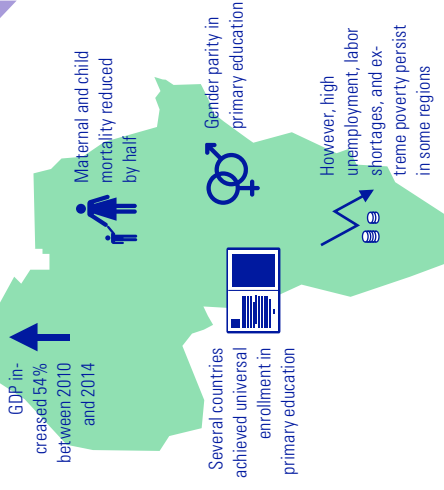 GDP in-
creased 54%
between 2010
and 2014
Maternal and child
mortality reduced
by half
Several countries
achieved universal
enrollment in
primary education
Gender parity in
primary education
However, high
unemployment, labor
shortages, and ex-
treme poverty persist
in some regions